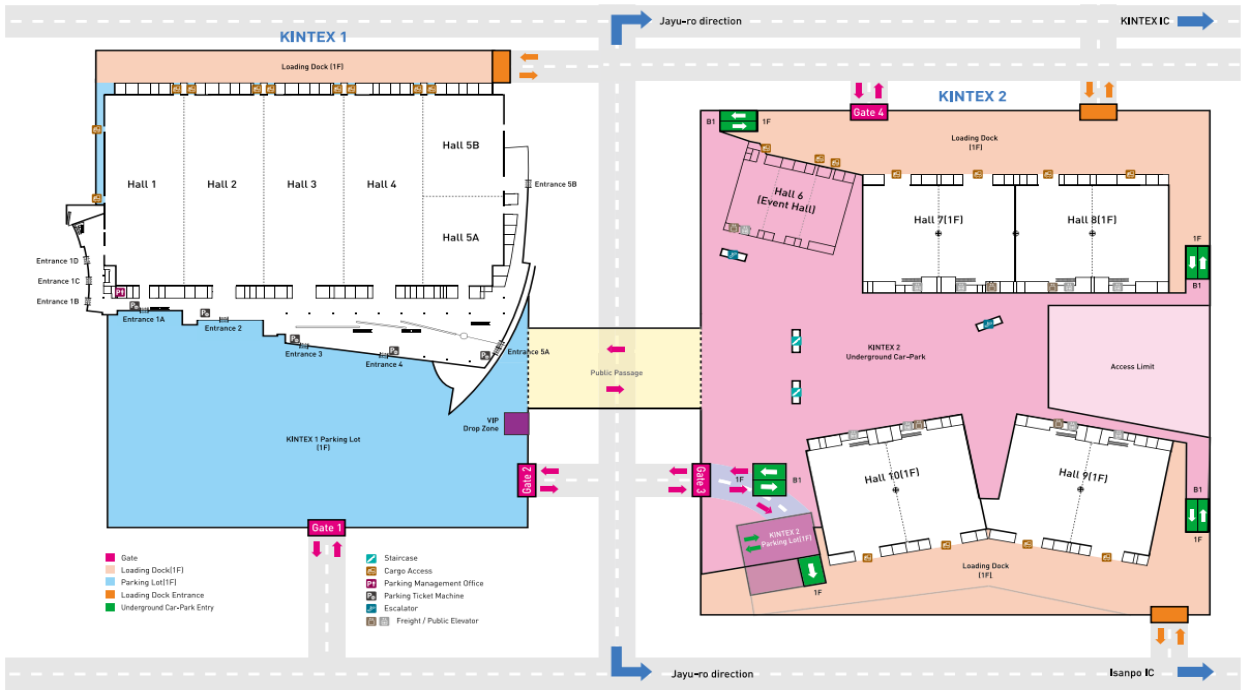 Jayu-ro direction
KINTEX IC
KINTEX 1
Loading Dock (1F)
KINTEX 2
Gate 4
B1
1F
Loading Dock
(1F)
Hall 5B
Hall 1
Hall 2
Hall 3
Hall 4
Entrance 5B
Hall 6
(Event Hall)
Hall 7(1F)
Hall 8(1F)
Hall 5A
1F
Entrance 1D
Entrance 1C
Entrance 1B
B1
Entrance 1A
Entrance 2
Entrance 3
Entrance 4
Entrance 5A
KINTEX 2
Underground Car-Park
Public Passage
Access Limit
VIP
Drop Zone
KINTEX 1 Parking Lot
(1F)
Gate 2
Gate 3
1F
B1
Hall 10(1F)
Hall 9(1F)
B1
1F
Gate 1
KINTEX 2
Parking Lot(1F)
1F
Loading Dock
(1F)
Gate
Loading Dock(1F)
Parking Lot(1F)
Loading Dock Entrance
Underground Car-Park Entry
Staircase
Cargo Access
Parking Management Office
Parking Ticket Machine
Escalator
Freight / Public Elevator
Jayu-ro direction
Isanpo IC